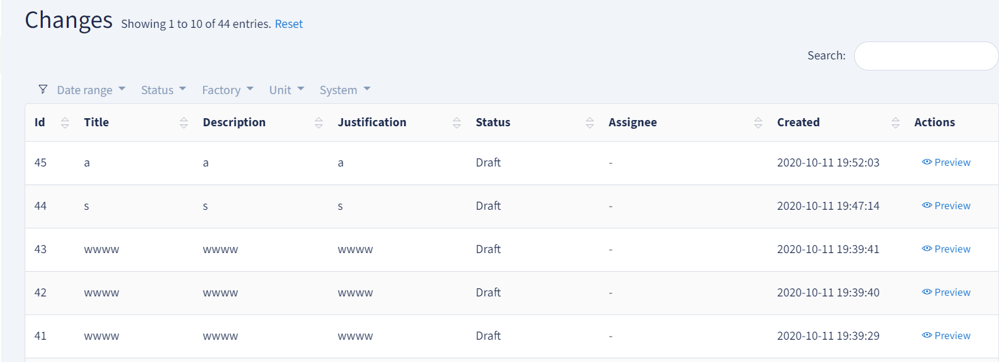 Changes Showing 1 to 10 of 44 entries. Reset
Search:
Date range Status Factory Unit System
Id Title Description Justification Status Assignee Created Actions
45 a a a Draft - 2020-10-11 19:52:03 Preview
44 s s s Draft - 2020-10-11 19:47:14 Preview
43 wwww wwww wwww Draft - 2020-10-11 19:39:41 Preview
42 wwww wwww wwww Draft - 2020-10-11 19:39:40 Preview
41 wwww wwww wwww Draft - 2020-10-11 19:39:29 Preview